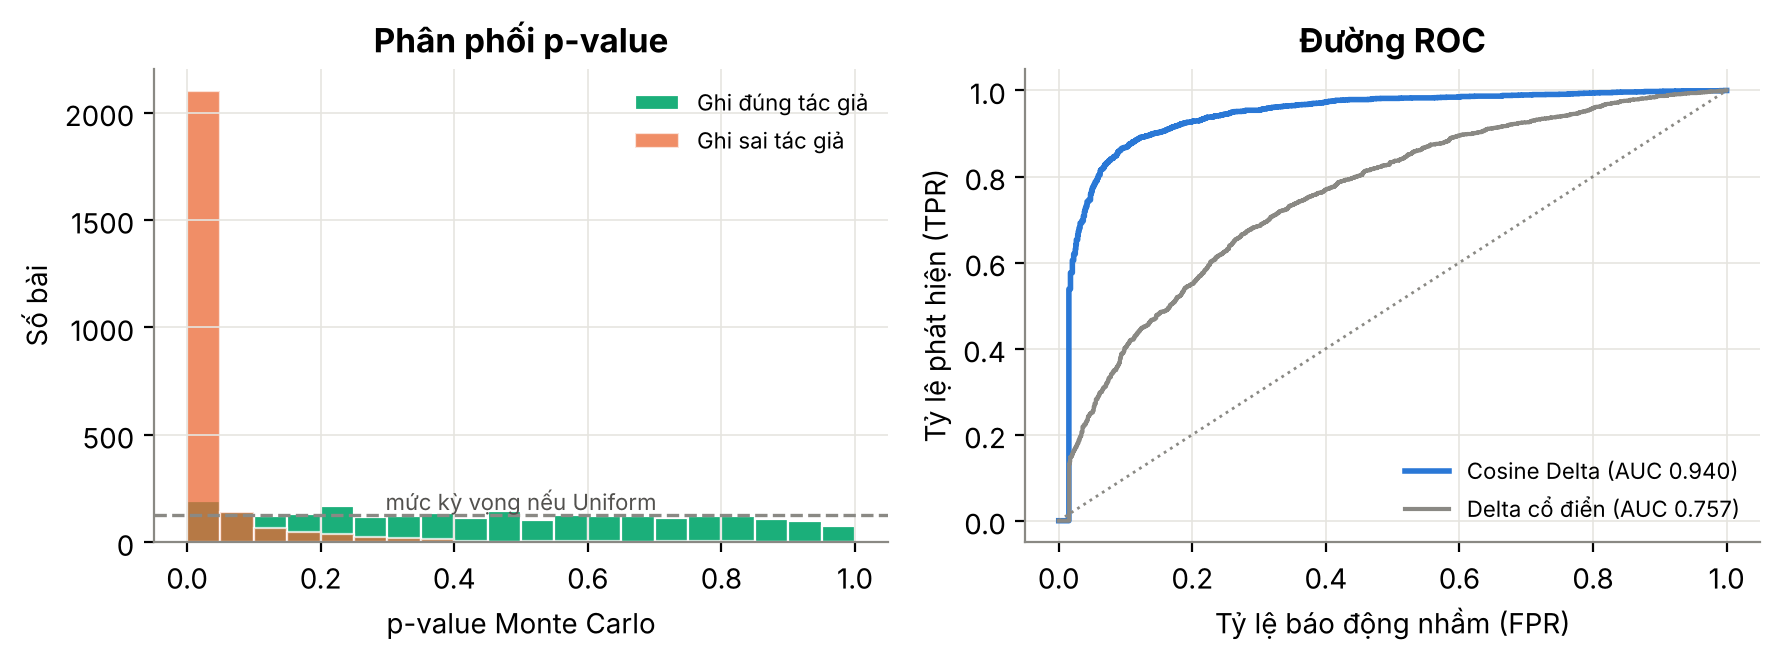 Phân phối p-value
Số bài
2000
1500
1000
500
0
Ghi đúng tác giả
Ghi sai tác giả
mức kỳ vọng nếu Uniform
0.0 0.2 0.4 0.6 0.8 1.0
p-value Monte Carlo
Đường ROC
Tỷ lệ phát hiện (TPR)
1.0
0.8
0.6
0.4
0.2
0.0
Cosine Delta (AUC 0.940)
Delta cổ điển (AUC 0.757)
0.0 0.2 0.4 0.6 0.8 1.0
Tỷ lệ báo động nhầm (FPR)